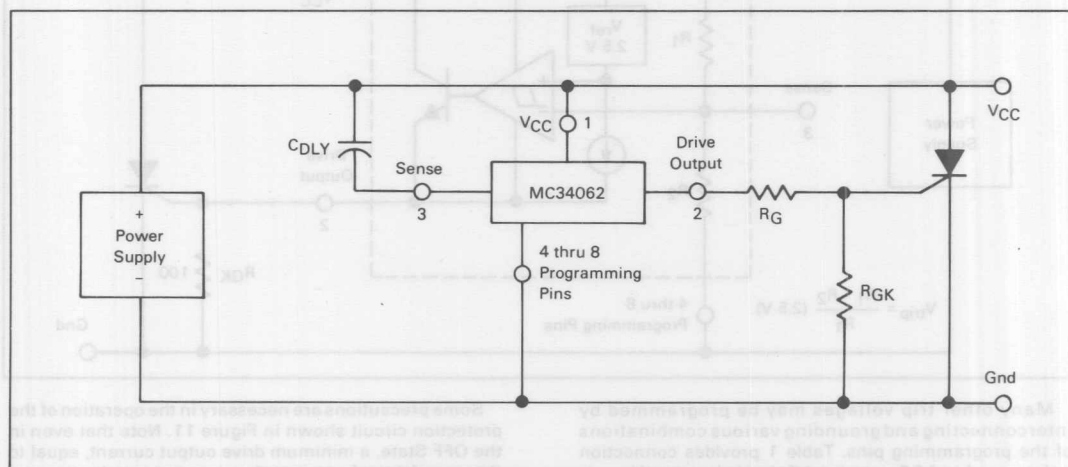 VCC
CDLY
VCC 1
Drive
Output
Sense
MC34062
3
2
RG
+
Power
Supply
−
4 thru 8
Programming
Pins
RGK
Gnd